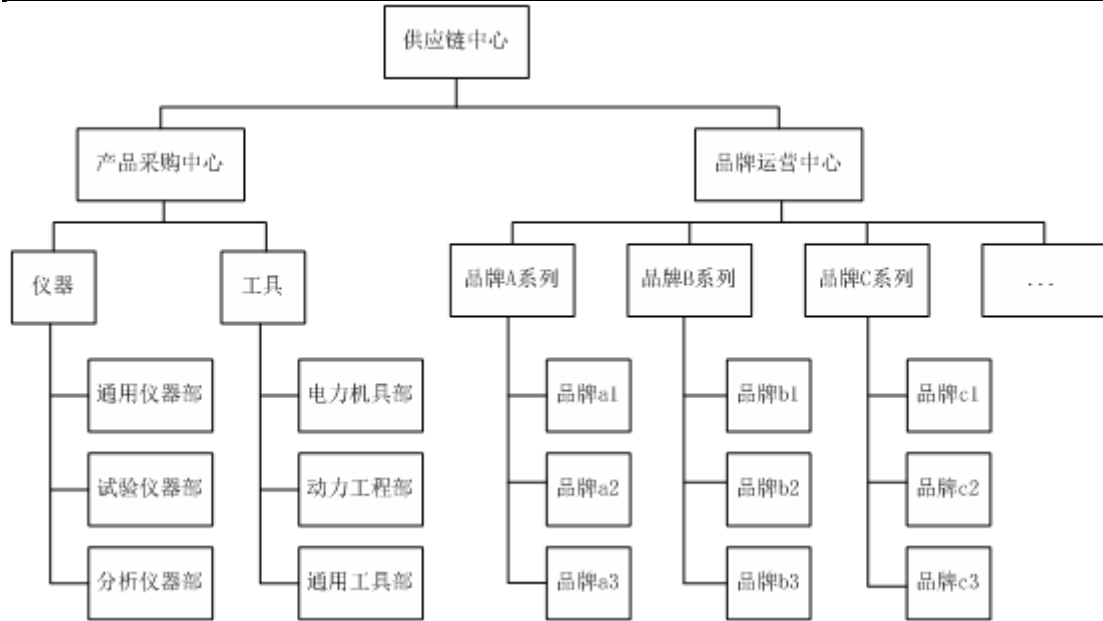 供应链中心
产品采购中心
品牌运营中心
仪器
工具
品牌A系列
品牌B系列
品牌C系列
...
通用仪器部
电力机具部
品牌a1
品牌b1
品牌c1
试验仪器部
动力工程部
品牌a2
品牌b2
品牌c2
分析仪器部
通用工具部
品牌a3
品牌b3
品牌c3